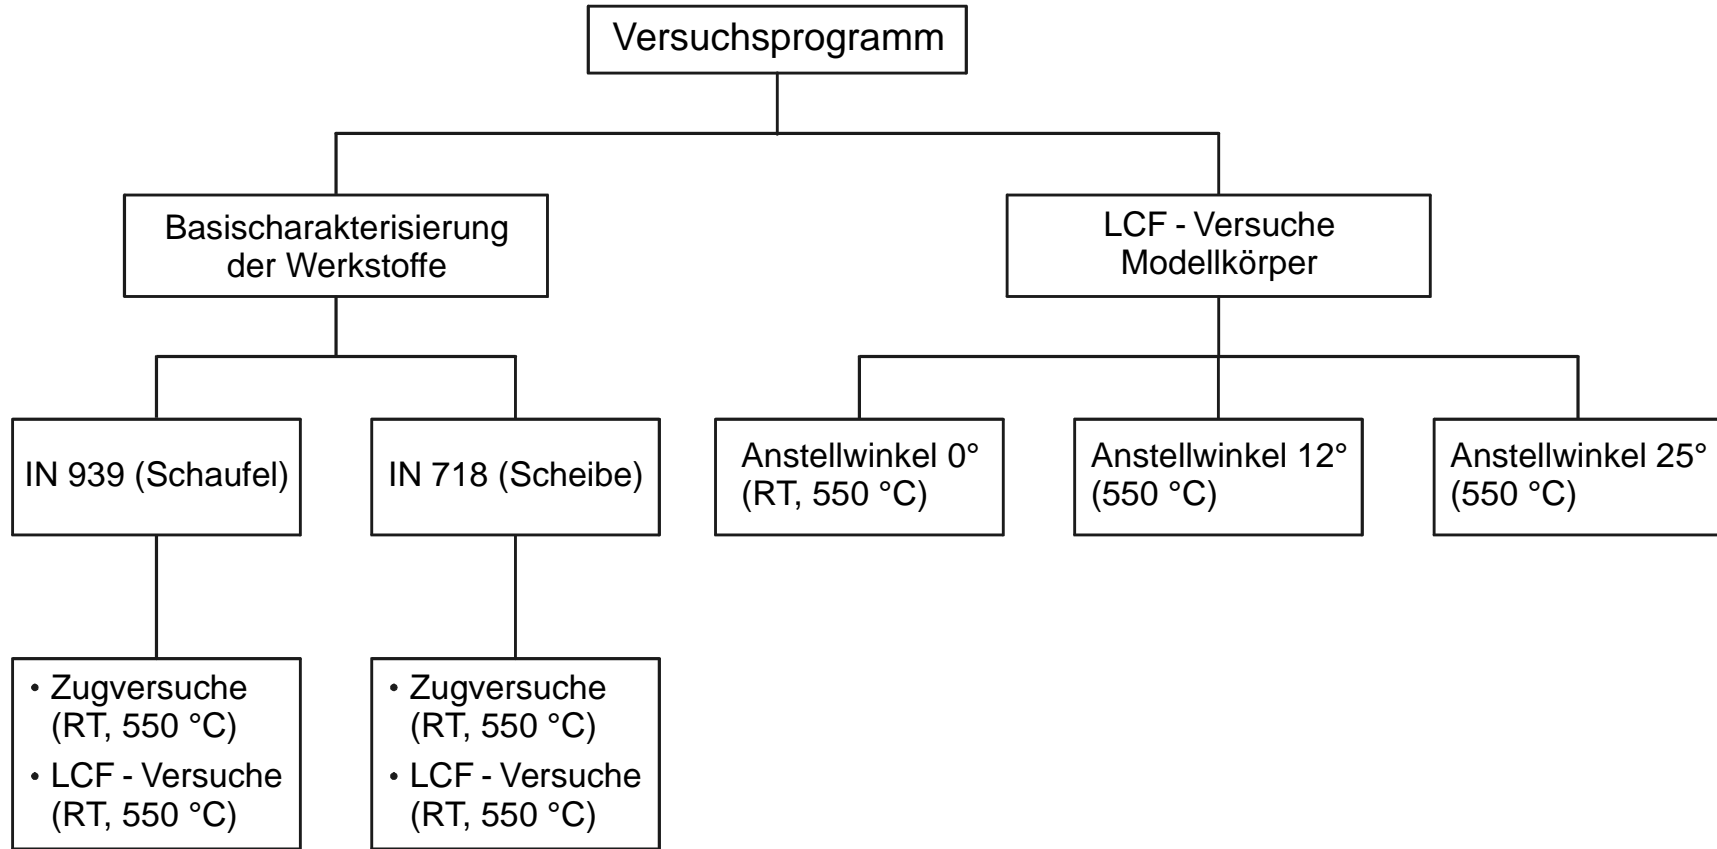 Versuchsprogramm
Basischarakterisierung
der Werkstoffe
LCF - Versuche
Modellkörper
IN 939 (Schaufel)
IN 718 (Scheibe)
Anstellwinkel 0°
(RT, 550 °C)
Anstellwinkel 12°
(550 °C)
Anstellwinkel 25°
(550 °C)
• Zugversuche
(RT, 550 °C)
• LCF - Versuche
(RT, 550 °C)
• Zugversuche
(RT, 550 °C)
• LCF - Versuche
(RT, 550 °C)